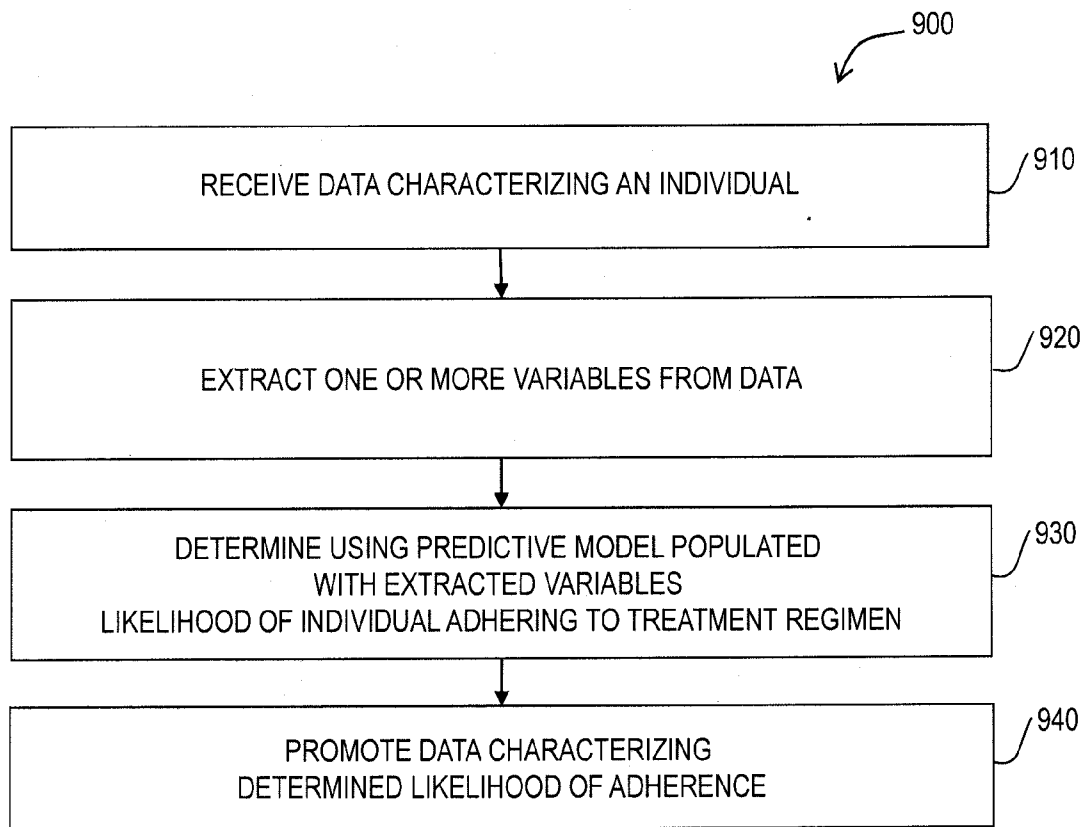 900
RECEIVE DATA CHARACTERIZING AN INDIVIDUAL
910
EXTRACT ONE OR MORE VARIABLES FROM DATA
920
DETERMINE USING PREDICTIVE MODEL POPULATED
WITH EXTRACTED VARIABLES
LIKELIHOOD OF INDIVIDUAL ADHERING TO TREATMENT REGIMEN
930
PROMOTE DATA CHARACTERIZING
DETERMINED LIKELIHOOD OF ADHERENCE
940